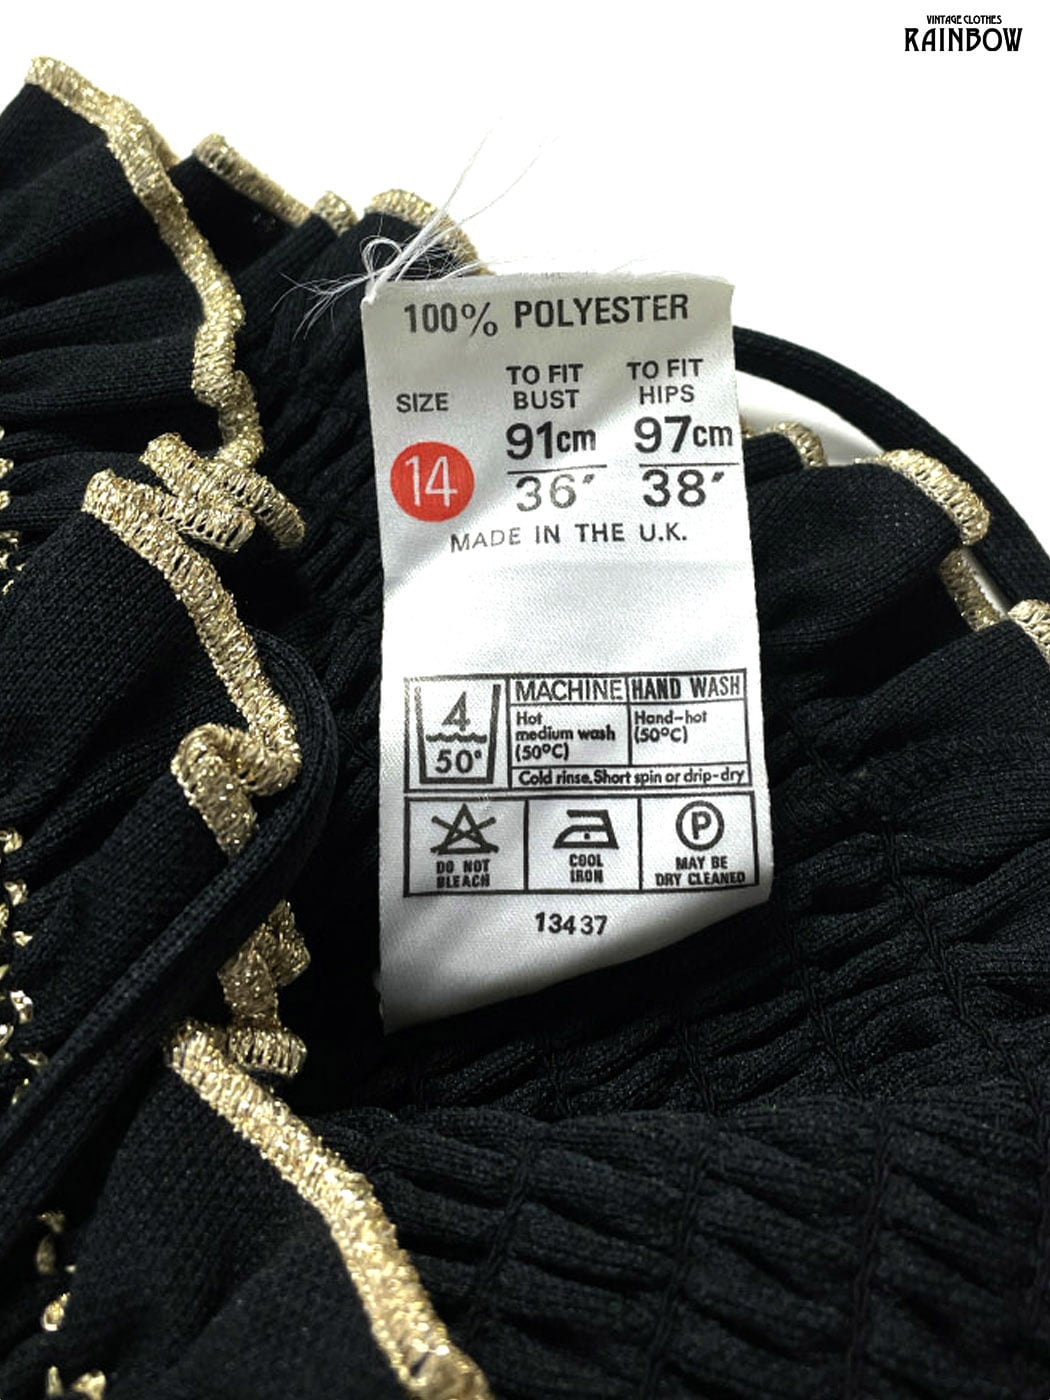 VINTAGE CLOTHES
RAINBOW
100% POLYESTER
SIZE
TO FIT BUST
TO FIT HIPS
14
91cm
36″
97cm
38″
MADE IN THE U.K.
4
50°
MACHINE
HAND WASH
Hot
medium wash
(50°C)
Hand-hot
(50°C)
Cold rinse. Short spin or drip-dry
DO NOT
BLEACH
COOL
IRON
P
MAY BE
DRY CLEANED
13437